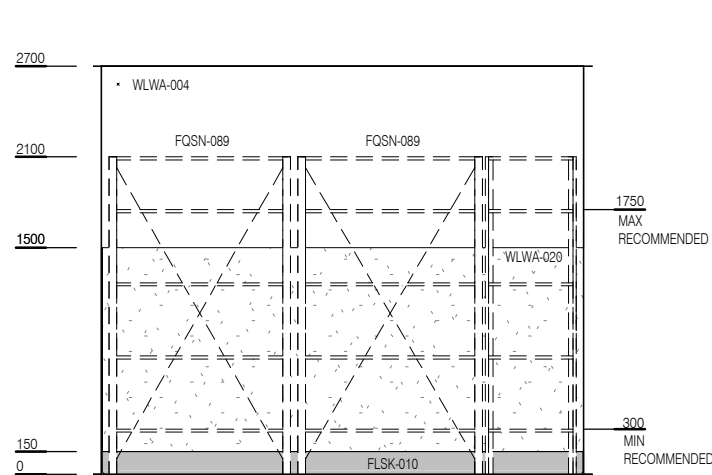 2700
WLWA-004
FQSN-089
FQSN-089
2100
1750
MAX
RECOMMENDED
1500
WLWA-020
300
MIN
RECOMMENDED
150
FLSK-010
0